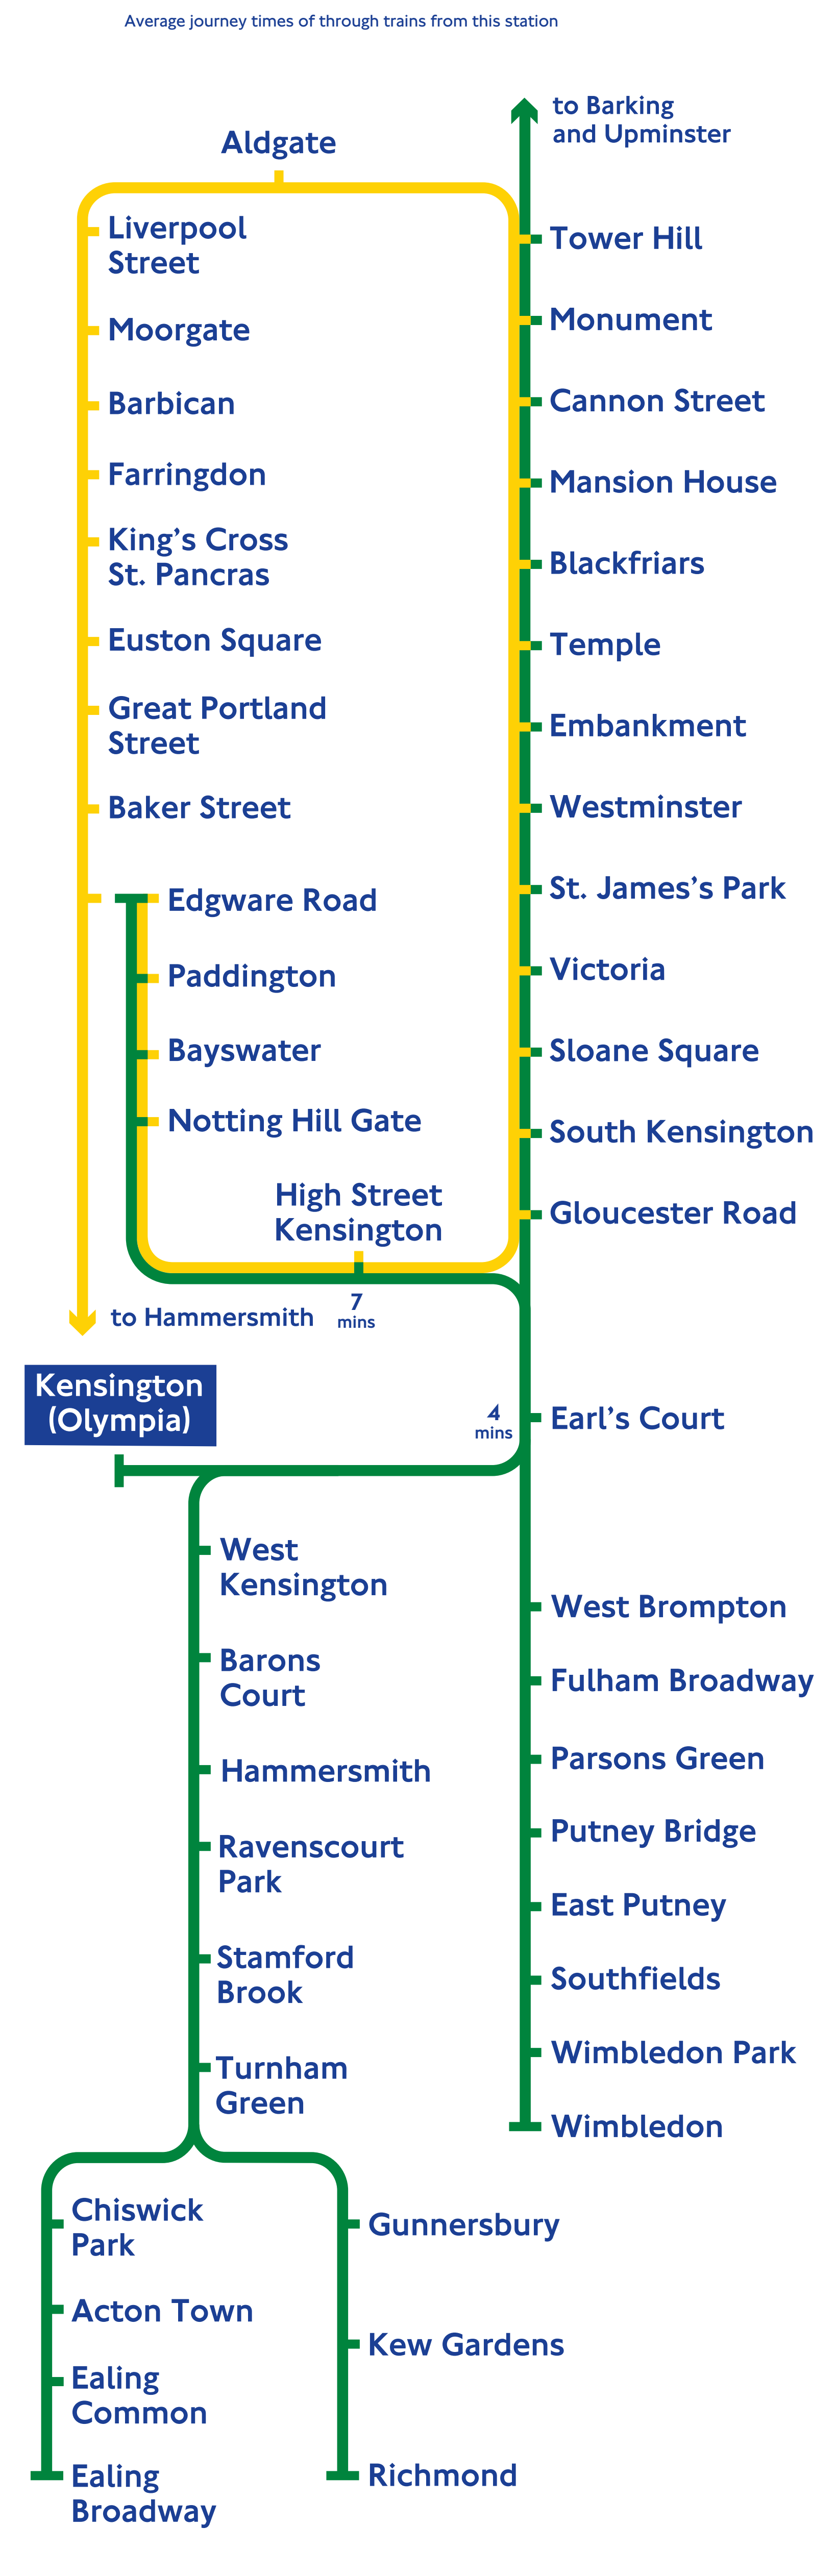 Average journey times of through trains from this station
to Barking
and Upminster
Aldgate
Liverpool
Street
Moorgate
Barbican
Farringdon
King’s Cross
St. Pancras
Euston Square
Great Portland
Street
Baker Street
Edgware Road
Paddington
Bayswater
Notting Hill Gate
High Street
Kensington
7
mins
to Hammersmith
Tower Hill
Monument
Cannon Street
Mansion House
Blackfriars
Temple
Embankment
Westminster
St. James’s Park
Victoria
Sloane Square
South Kensington
Gloucester Road
Kensington
(Olympia)
4
mins
Earl’s Court
West
Kensington
Barons
Court
Hammersmith
Ravenscourt
Park
Stamford
Brook
Turnham
Green
West Brompton
Fulham Broadway
Parsons Green
Putney Bridge
East Putney
Southfields
Wimbledon Park
Wimbledon
Chiswick
Park
Acton Town
Ealing
Common
Ealing
Broadway
Gunnersbury
Kew Gardens
Richmond